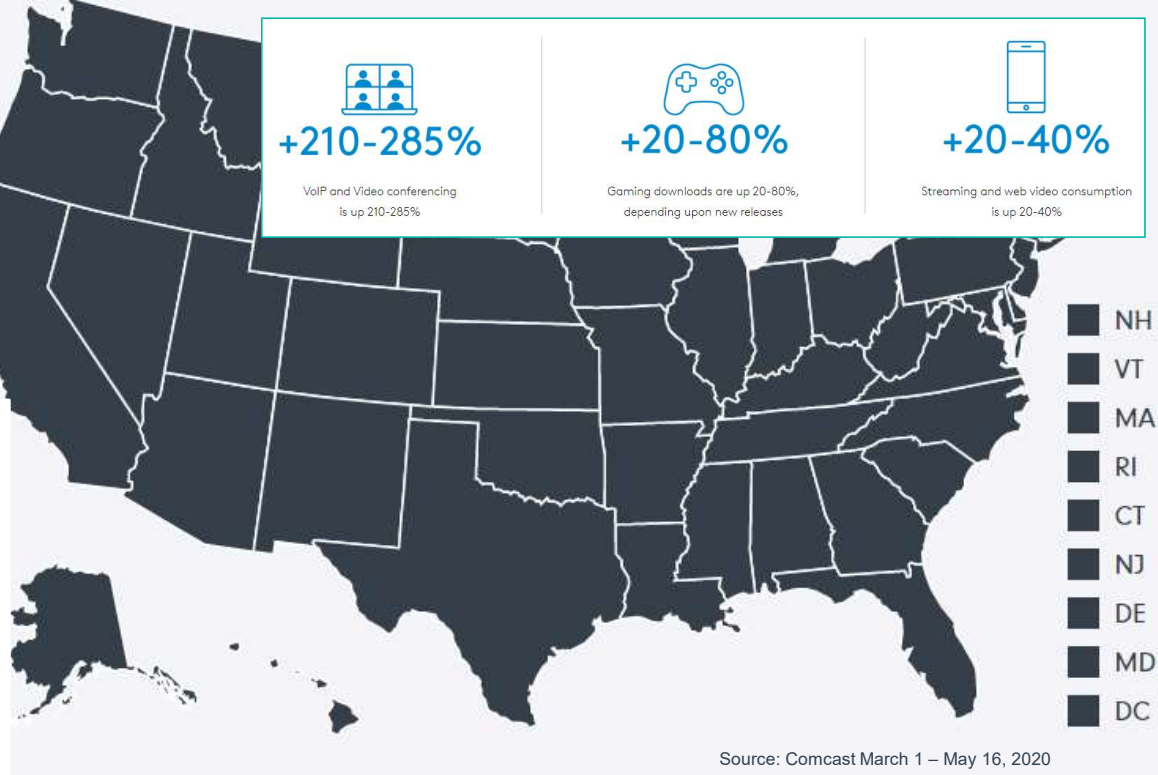 +210-285%
VoIP and Video conferencing
is up 210-285%
+20-80%
Gaming downloads are up 20-80%,
depending upon new releases
+20-40%
Streaming and web video consumption
is up 20-40%
NH
VT
MA
RI
CT
NJ
DE
MD
DC
Source: Comcast March 1 – May 16, 2020